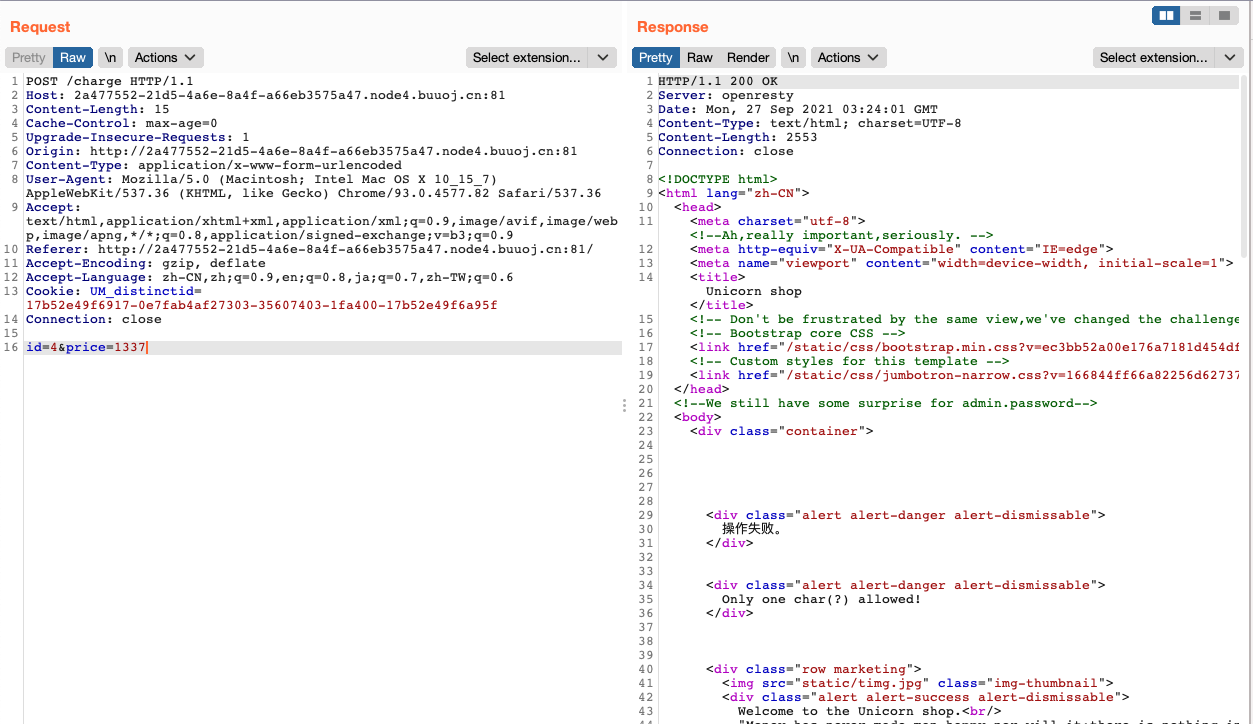 Request
Pretty Raw \n Actions Select extension...
1 POST /charge HTTP/1.1
2 Host: 2a477552-21d5-4a6e-8a4f-a66eb3575a47.node4.buuoj.cn:81
3 Content-Length: 15
4 Cache-Control: max-age=0
5 Upgrade-Insecure-Requests: 1
6 Origin: http://2a477552-21d5-4a6e-8a4f-a66eb3575a47.node4.buuoj.cn:81
7 Content-Type: application/x-www-form-urlencoded
8 User-Agent: Mozilla/5.0 (Macintosh; Intel Mac OS X 10_15_7)
AppleWebKit/537.36 (KHTML, like Gecko) Chrome/93.0.4577.82 Safari/537.36
9 Accept:
text/html,application/xhtml+xml,application/xml;q=0.9,image/avif,image/web
p,image/apng,*/*;q=0.8,application/signed-exchange;v=b3;q=0.9
10 Referer: http://2a477552-21d5-4a6e-8a4f-a66eb3575a47.node4.buuoj.cn:81/
11 Accept-Encoding: gzip, deflate
12 Accept-Language: zh-CN,zh;q=0.9,en;q=0.8,ja;q=0.7,zh-TW;q=0.6
13 Cookie: UM_distinctid=
17b52e49f6917-0e7fab4af27303-35607403-1fa400-17b52e49f6a95f
14 Connection: close
15
16 id=4&price=1337
Response
Pretty Raw Render \n Actions Select extension...
1 HTTP/1.1 200 OK
2 Server: openresty
3 Date: Mon, 27 Sep 2021 03:24:01 GMT
4 Content-Type: text/html; charset=UTF-8
5 Content-Length: 2553
6 Connection: close
7
8 <!DOCTYPE html>
9 <html lang="zh-CN">
10 <head>
11 <meta charset="utf-8">
<!--Ah,really important,seriously. -->
12 <meta http-equiv="X-UA-Compatible" content="IE=edge">
13 <meta name="viewport" content="width=device-width, initial-scale=1">
14 <title>
Unicorn shop
</title>
15 <!-- Don't be frustrated by the same view,we've changed the challenge
16 <!-- Bootstrap core CSS -->
17 <link href="/static/css/bootstrap.min.css?v=ec3bb52a00e176a7181d454df
18 <!-- Custom styles for this template -->
19 <link href="/static/css/jumbotron-narrow.css?v=166844ff66a82256d62737
20 </head>
21 <!--We still have some surprise for admin.password-->
22 <body>
23 <div class="container">
24
25
26
27
28
29 <div class="alert alert-danger alert-dismissable">
30 操作失败。
31 </div>
32
33
34 <div class="alert alert-danger alert-dismissable">
35 Only one char(?) allowed!
36 </div>
37
38
39
40 <div class="row marketing">
41 <img src="static/timg.jpg" class="img-thumbnail">
42 <div class="alert alert-success alert-dismissable">
43 Welcome to the Unicorn shop.<br/>